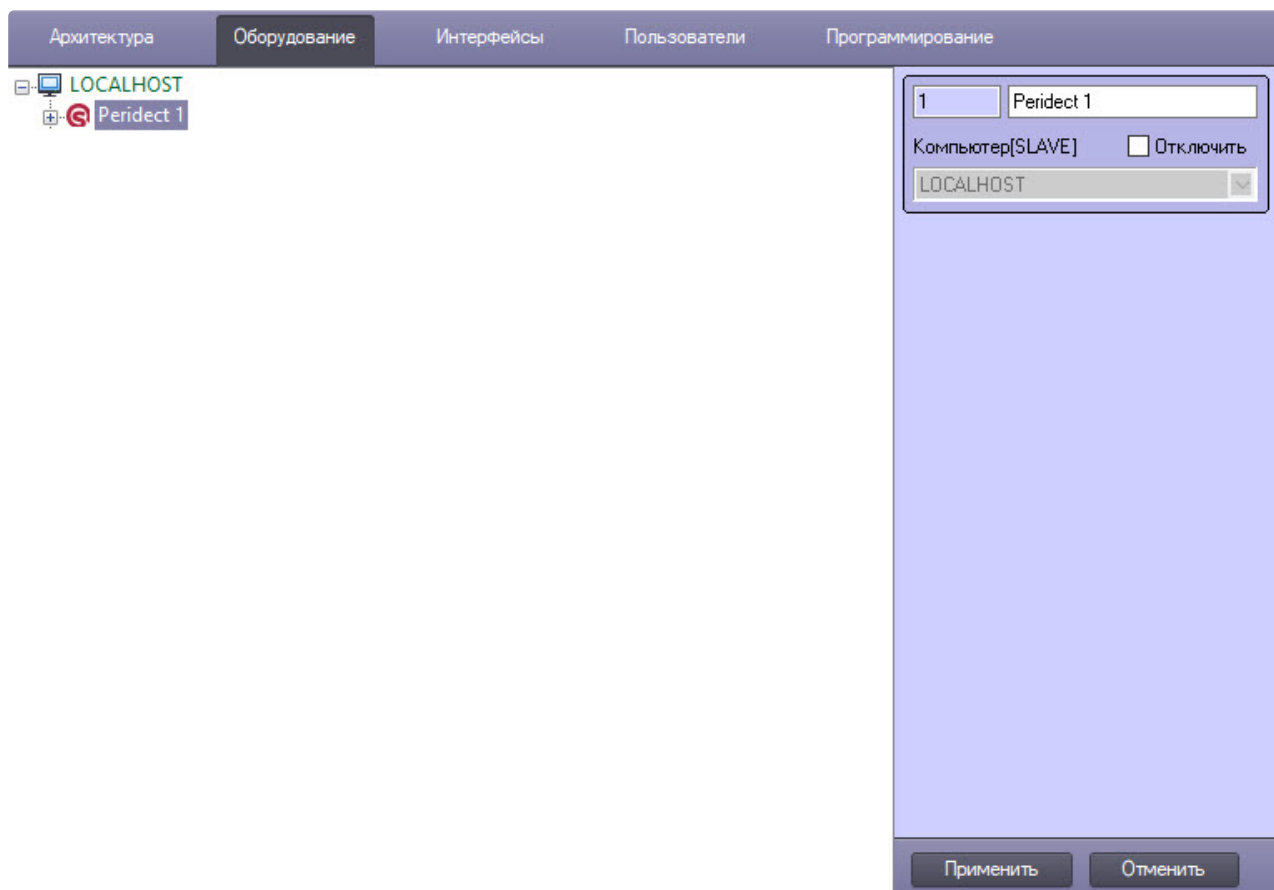 Архитектура Оборудование Интерфейсы Пользователи Программирование
LOCALHOST
Peridect 1
1 Peridect 1
Компьютер[SLAVE] Отключить
LOCALHOST
Применить Отменить